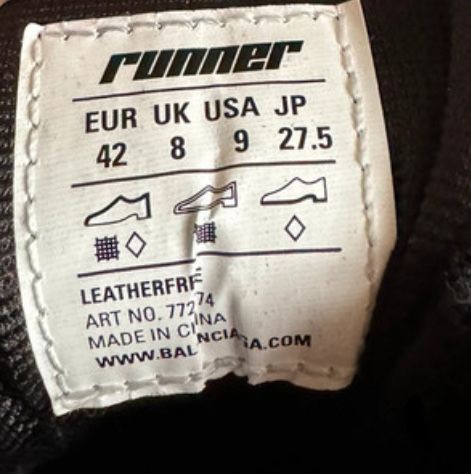 runner
EUR UK USA JP
42 8 9 27.5
LEATHERFREE
ART NO. 77274
MADE IN CHINA
WWW.BALENCIAGA.COM